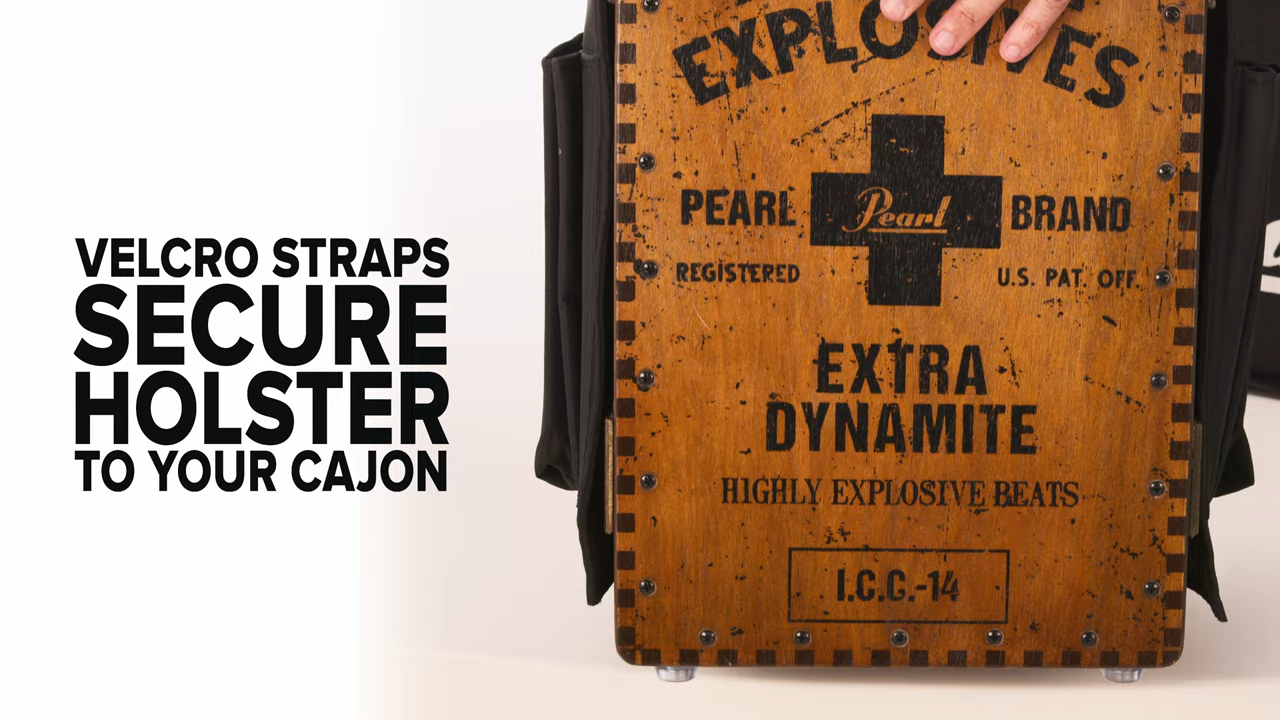 VELCRO STRAPS
SECURE
HOLSTER
TO YOUR CAJON
EXPLOSIVES
PEARL Pearl BRAND
REGISTERED U.S. PAT. OFF.
EXTRA
DYNAMITE
HIGHLY EXPLOSIVE BEATS
I.C.C.-14